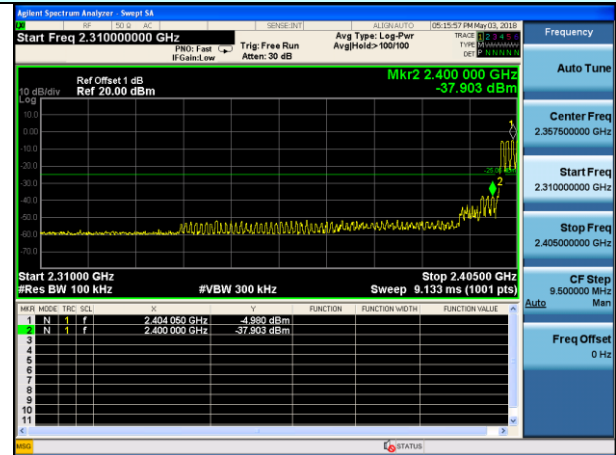 Agilent Spectrum Analyzer - Swept SA
RF 50 Ω AC SENSE:INT ALIGNAUTO 05:15:57 PM May 03, 2018
Start Freq 2.310000000 GHz
PNO: Fast
IFGain:Low
Trig: Free Run
Atten: 30 dB
Avg Type: Log-Pwr
Avg|Hold:>100/100
TRACE 1 2 3 4 5 6
TYPE
DET P N N N N N
Frequency
Auto Tune
Center Freq
2.357500000 GHz
Start Freq
2.310000000 GHz
Stop Freq
2.405000000 GHz
CF Step
9.500000 MHz
Auto Man
Freq Offset
0 Hz
Ref Offset 1 dB
10 dB/div Ref 20.00 dBm
Log
Mkr2 2.400 000 GHz
-37.903 dBm
10.0
0.00
-10.0
-20.0
-30.0
-40.0
-50.0
-60.0
-70.0
1
2
Start 2.31000 GHz Stop 2.40500 GHz
#Res BW 100 kHz #VBW 300 kHz Sweep 9.133 ms (1001 pts)
MKR MODE TRC SCL X Y FUNCTION FUNCTION WIDTH FUNCTION VALUE
1 N 1 f 2.404 050 GHz -4.980 dBm
2 N 1 f 2.400 000 GHz -37.903 dBm
3
4
5
6
7
8
9
10
11
MSG STATUS